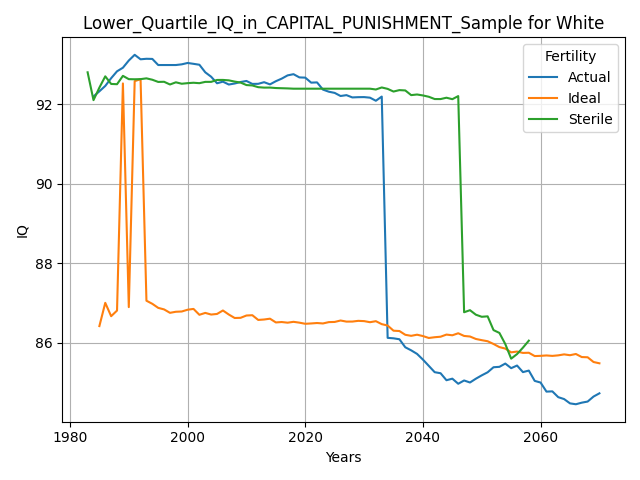 Lower_Quartile_IQ_in_CAPITAL_PUNISHMENT_Sample for White
Fertility
Actual
Ideal
Sterile
92
90
88
86
IQ
1980
2000
2020
2040
2060
Years